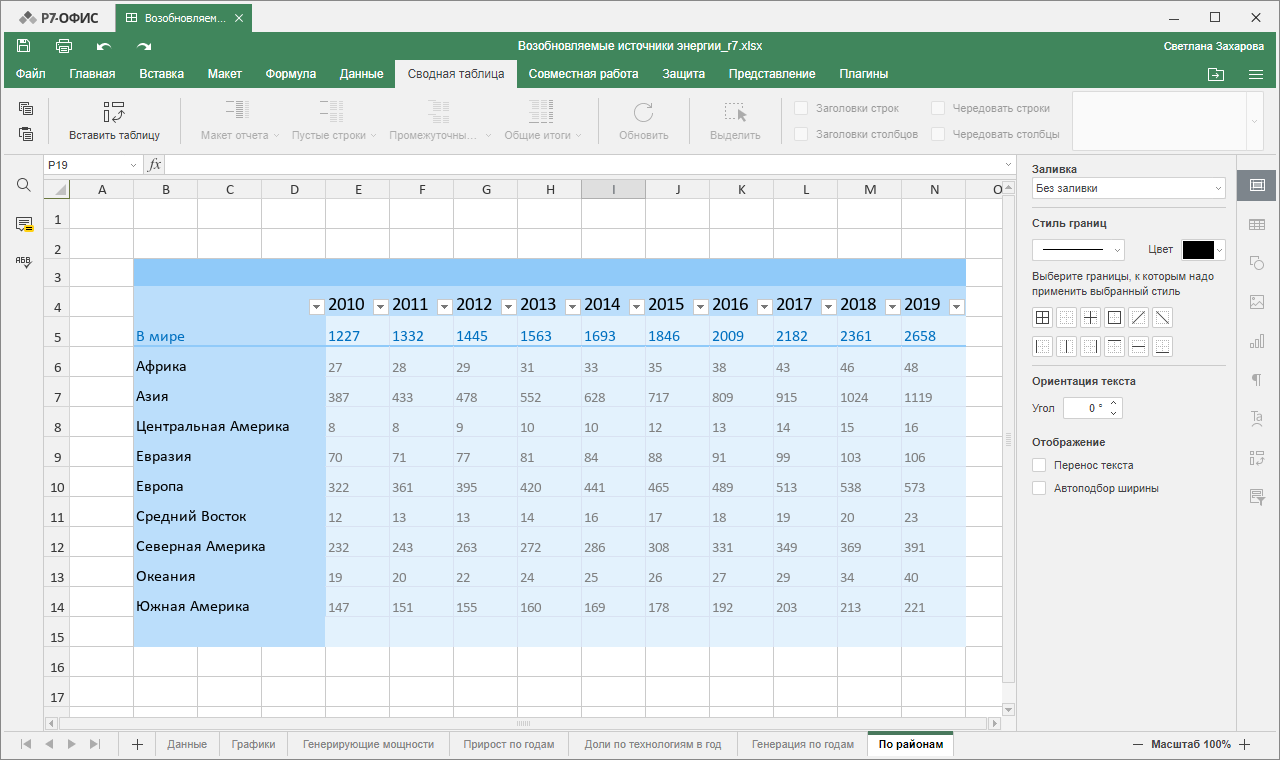 Р7-ОФИС Возобновляем...
Возобновляемые источники энергии_r7.xlsx Светлана Захарова
Файл Главная Вставка Макет Формула Данные Сводная таблица Совместная работа Защита Представление Плагины
Вставить таблицу Макет отчета Пустые строки Промежуточны... Общие итоги Обновить Выделить
Заголовки строк Чередовать строки
Заголовки столбцов Чередовать столбцы
P19 fx
A B C D E F G H I J K L M N O
1
2
3
4 2010 2011 2012 2013 2014 2015 2016 2017 2018 2019
5 В мире 1227 1332 1445 1563 1693 1846 2009 2182 2361 2658
6 Африка 27 28 29 31 33 35 38 43 46 48
7 Азия 387 433 478 552 628 717 809 915 1024 1119
8 Центральная Америка 8 8 9 10 10 12 13 14 15 16
9 Евразия 70 71 77 81 84 88 91 99 103 106
10 Европа 322 361 395 420 441 465 489 513 538 573
11 Средний Восток 12 13 13 14 16 17 18 19 20 23
12 Северная Америка 232 243 263 272 286 308 331 349 369 391
13 Океания 19 20 22 24 25 26 27 29 34 40
14 Южная Америка 147 151 155 160 169 178 192 203 213 221
15
16
17
Заливка
Без заливки
Стиль границ
Цвет
Выберите границы, к которым надо
применить выбранный стиль
Ориентация текста
Угол 0 °
Отображение
Перенос текста
Автоподбор ширины
АБВ
Ta
Данные Графики Генерирующие мощности Прирост по годам Доли по технологиям в год Генерация по годам По районам Масштаб 100%